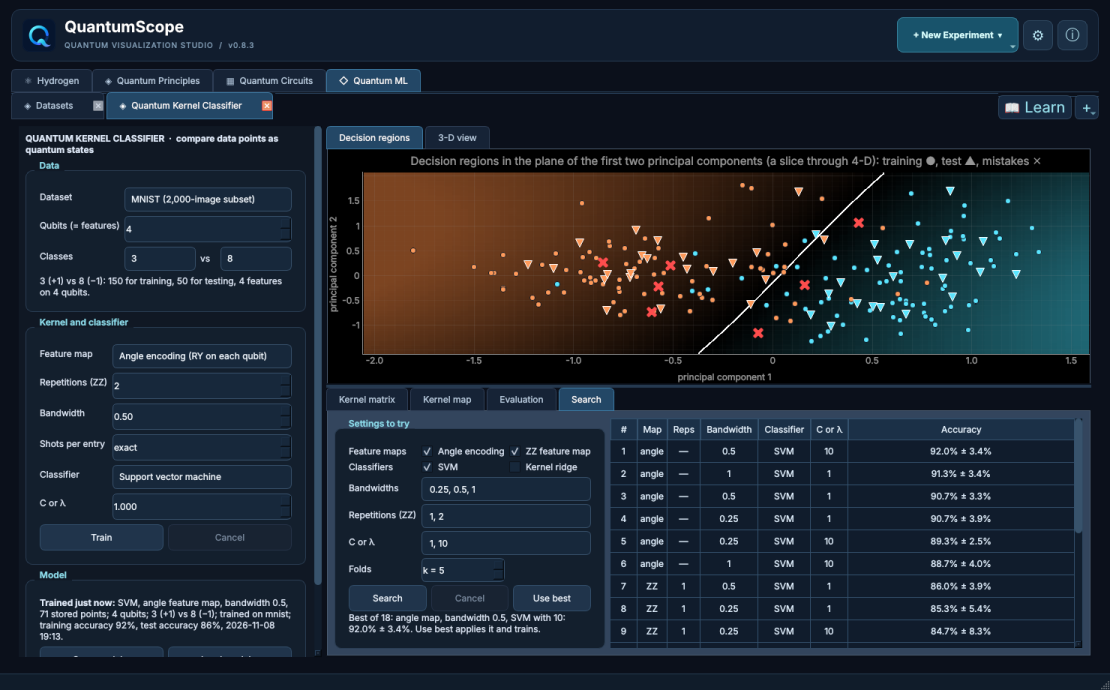 QuantumScope
QUANTUM VISUALIZATION STUDIO / v0.8.3
+ New Experiment
Hydrogen
Quantum Principles
Quantum Circuits
Quantum ML
Datasets
Quantum Kernel Classifier
Learn
+
QUANTUM KERNEL CLASSIFIER · compare data points as
quantum states
Data
Dataset MNIST (2,000-image subset)
Qubits (= features) 4
Classes 3 vs 8
3 (+1) vs 8 (−1): 150 for training, 50 for testing, 4 features
on 4 qubits.
Kernel and classifier
Feature map Angle encoding (RY on each qubit)
Repetitions (ZZ) 2
Bandwidth 0.50
Shots per entry exact
Classifier Support vector machine
C or λ 1.000
Train Cancel
Model
Trained just now: SVM, angle feature map, bandwidth 0.5,
71 stored points; 4 qubits; 3 (+1) vs 8 (−1); trained on mnist;
training accuracy 92%, test accuracy 86%, 2026-11-08
19:13.
Decision regions 3-D view
Decision regions in the plane of the first two principal components (a slice through 4-D): training ●, test ▲, mistakes ×
principal component 2
1.5
1
0.5
0
-0.5
-1
-2.0 -1.5 -1.0 -0.5 0 0.5 1.0 1.5
principal component 1
Kernel matrix Kernel map Evaluation Search
Settings to try
Feature maps ✓ Angle encoding ✓ ZZ feature map
Classifiers ✓ SVM Kernel ridge
Bandwidths 0.25, 0.5, 1
Repetitions (ZZ) 1, 2
C or λ 1, 10
Folds k = 5
Search Cancel Use best
Best of 18: angle map, bandwidth 0.5, SVM with 10:
92.0% ± 3.4%. Use best applies it and trains.
# Map Reps Bandwidth Classifier C or λ Accuracy
1 angle — 0.5 SVM 10 92.0% ± 3.4%
2 angle — 1 SVM 1 91.3% ± 3.4%
3 angle — 0.5 SVM 1 90.7% ± 3.3%
4 angle — 0.25 SVM 1 90.7% ± 3.9%
5 angle — 0.25 SVM 10 89.3% ± 2.5%
6 angle — 1 SVM 10 88.7% ± 4.0%
7 ZZ 1 0.5 SVM 1 86.0% ± 3.9%
8 ZZ 1 0.25 SVM 10 85.3% ± 5.4%
9 ZZ 1 0.25 SVM 10 84.7% ± 8.3%